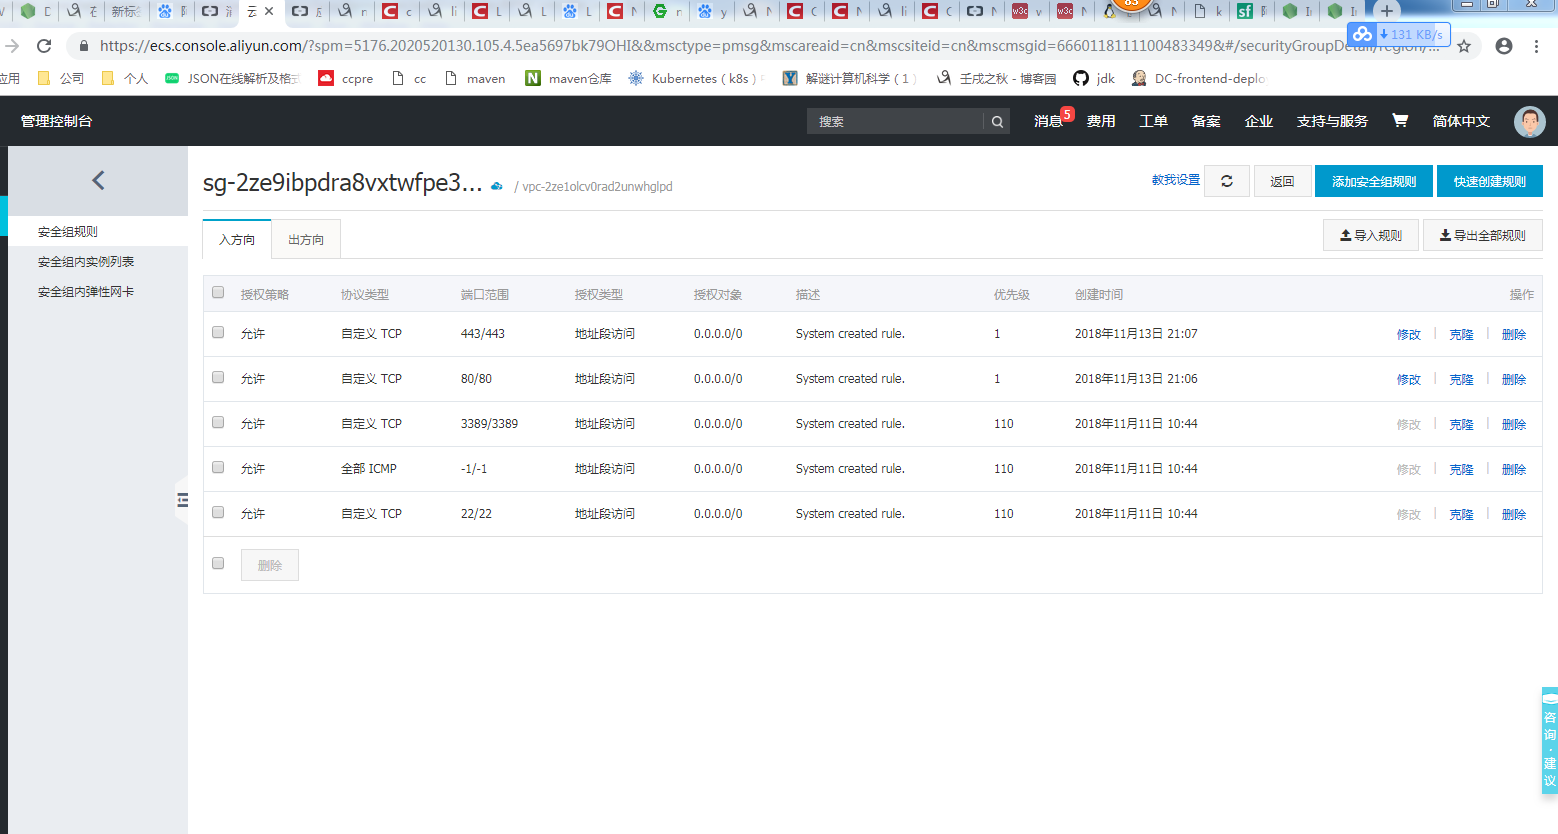 新标
https://ecs.console.aliyun.com/?spm=5176.2020520130.105.4.5ea5697bk79OHI&&msctype=pmsg&mscareaid=cn&mscsiteid=cn&mscmsgid=6660118111100483349&#/securityGroupDetail/region/...
131 KB/s
应用 公司 个人 JSON在线解析及格式 ccpre cc maven maven仓库 Kubernetes ( k8s ) 解谜计算机科学 ( 1 ) 壬戌之秋 - 博客园 jdk DC-frontend-deplo
管理控制台 搜索 消息 5 费用 工单 备案 企业 支持与服务 简体中文
sg-2ze9ibpdra8vxtwfpe3... / vpc-2ze1olcv0rad2unwhglpd 教我设置 返回 添加安全组规则 快速创建规则
安全组规则
安全组内实例列表
安全组内弹性网卡
入方向 出方向 导入规则 导出全部规则
授权策略 协议类型 端口范围 授权类型 授权对象 描述 优先级 创建时间 操作
允许 自定义 TCP 443/443 地址段访问 0.0.0.0/0 System created rule. 1 2018年11月13日 21:07 修改 | 克隆 | 删除
允许 自定义 TCP 80/80 地址段访问 0.0.0.0/0 System created rule. 1 2018年11月13日 21:06 修改 | 克隆 | 删除
允许 自定义 TCP 3389/3389 地址段访问 0.0.0.0/0 System created rule. 110 2018年11月11日 10:44 修改 | 克隆 | 删除
允许 全部 ICMP -1/-1 地址段访问 0.0.0.0/0 System created rule. 110 2018年11月11日 10:44 修改 | 克隆 | 删除
允许 自定义 TCP 22/22 地址段访问 0.0.0.0/0 System created rule. 110 2018年11月11日 10:44 修改 | 克隆 | 删除
删除
咨询·建议